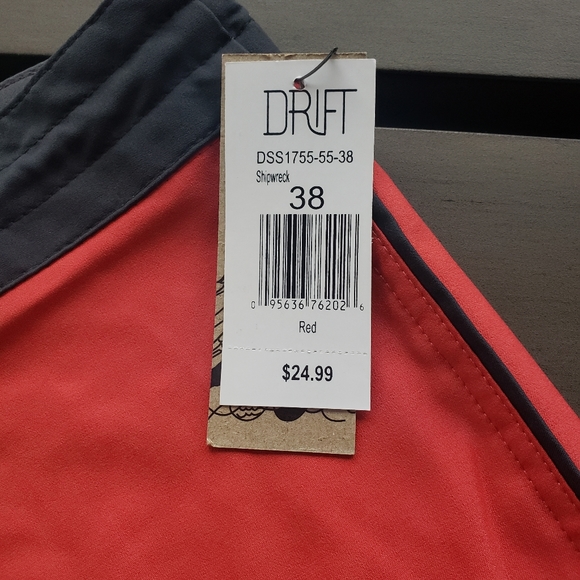 DRIFT
DSS1755-55-38
Shipwreck
38
0 95636 76202 6
Red
$24.99